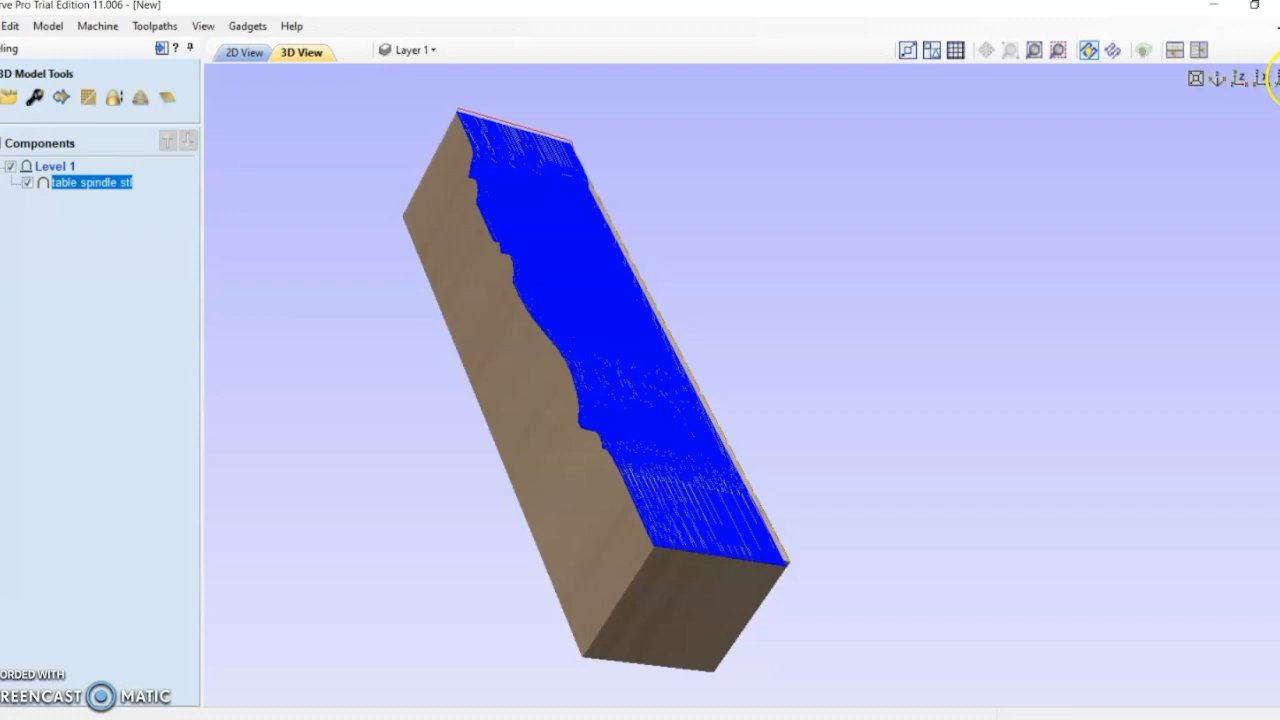 rve Pro Trial Edition 11.006 - [New]
Edit Model Machine Toolpaths View Gadgets Help
ling ?
2D View 3D View Layer 1
3D Model Tools
Components
Level 1
table spindle stl
ORDED WITH
REENCAST MATIC